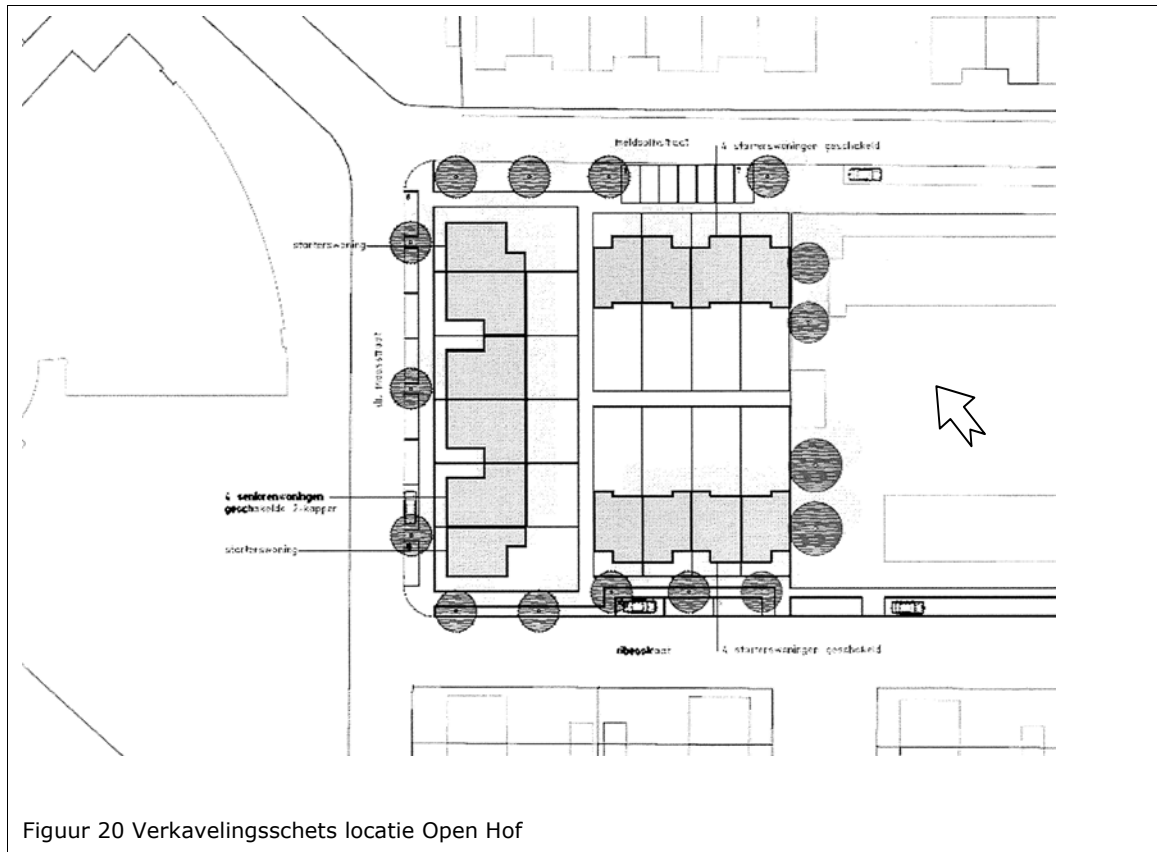 4 starterswoningen geschakeld
starterswoning
4 seniorenwoningen
geschakelde 2-kapper
starterswoning
ribesstraat
4 starterswoningen geschakeld
Figuur 20 Verkavelingsschets locatie Open Hof